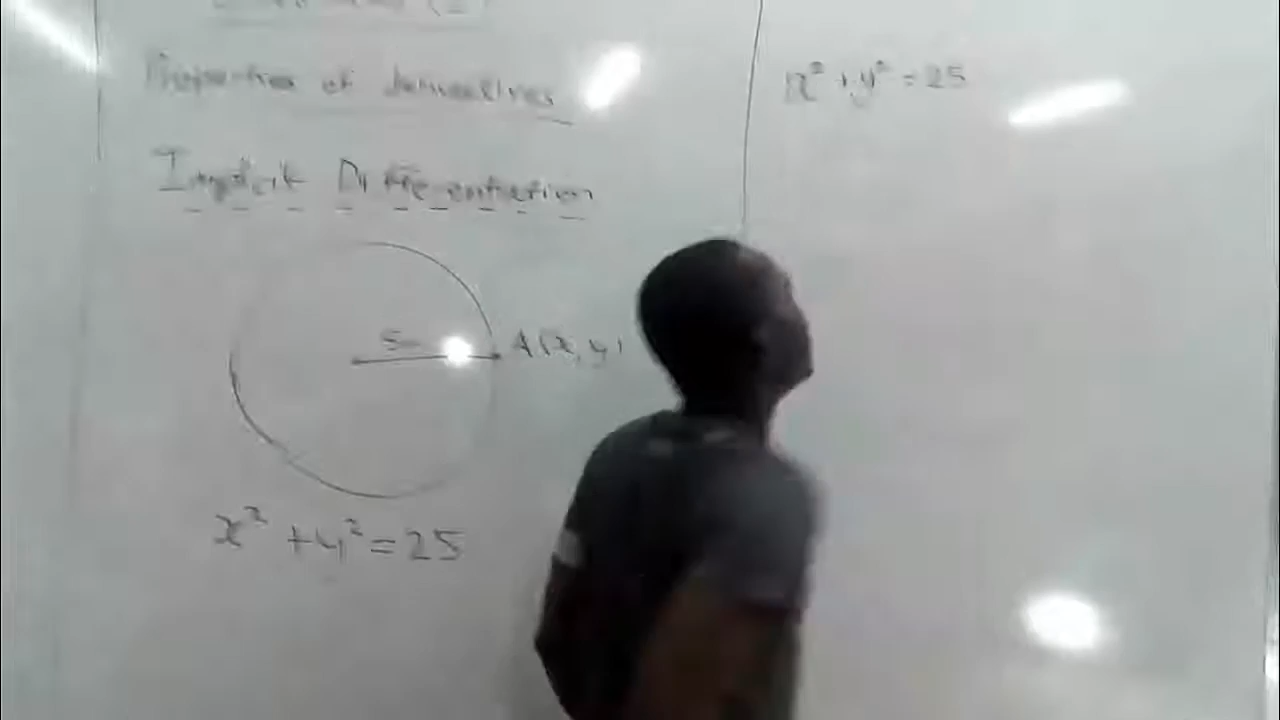 Properties of derivatives
Implicit Differentiation
5
A(x, y)
x² + y² = 25
x² + y² = 25